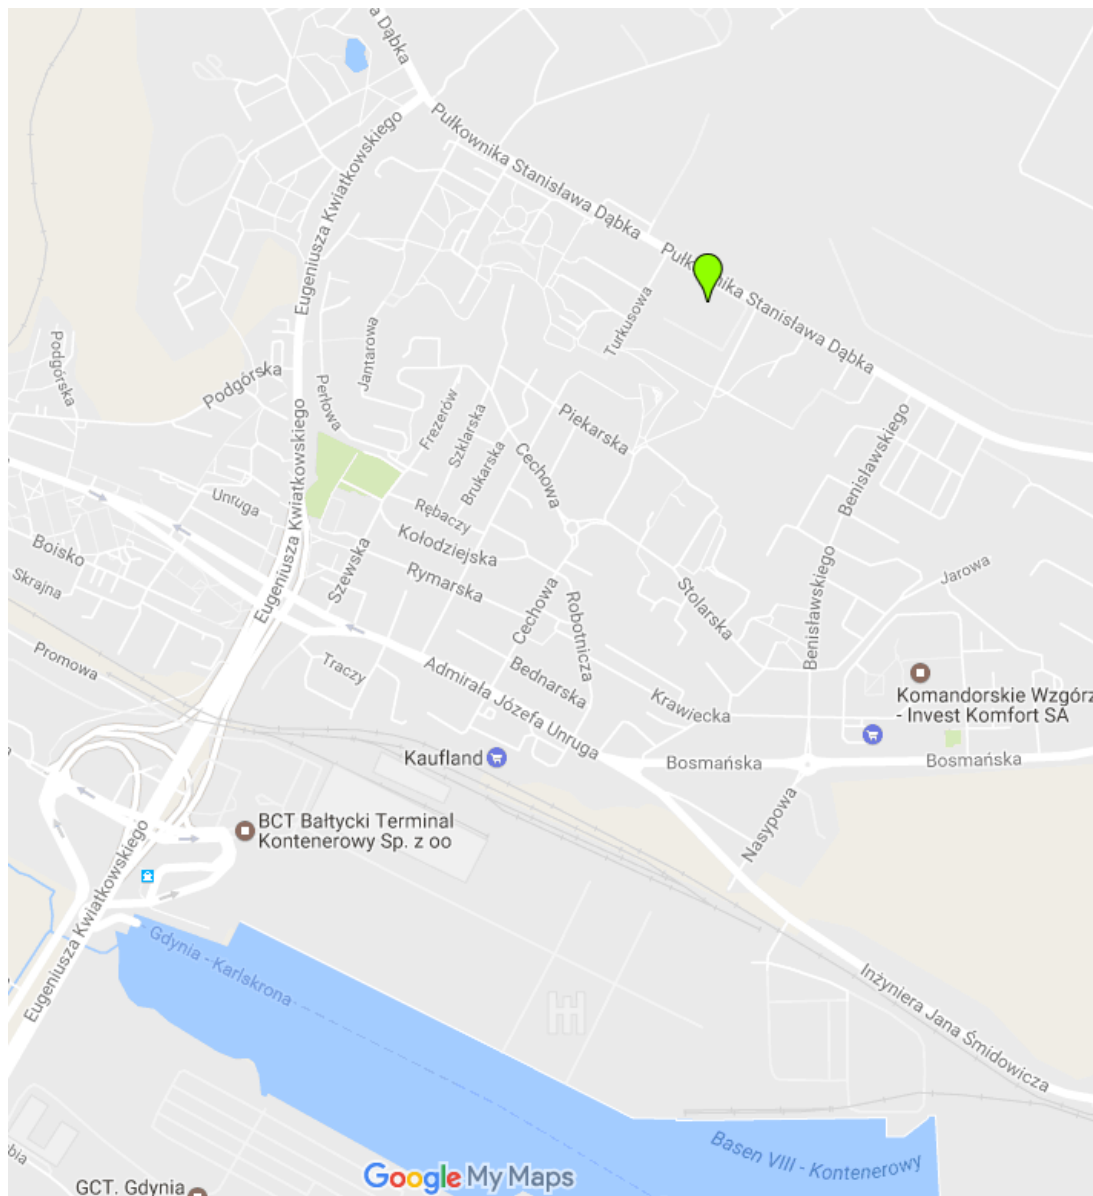 a Dąbka
Pułkownika Stanisława Dąbka
Pułkownika Stanisława Dąbka
Eugeniusza Kwiatkowskiego
Turkusowa
Podgórska
Jantarowa
Podgórska
Perłowa
Frezerów
Szklarska
Brukarska
Piekarska
Cechowa
Benisławskiego
Eugeniusza Kwiatkowskiego
Unruga
Rębaczy
Kołodziejska
Boisko
Skrajna
Szewska
Rymarska
Cechowa
Robotnicza
Stolarska
Benisławskiego
Jarowa
Promowa
Traczy
Admirała Józefa Unruga
Bednarska
Krawiecka
Komandorskie Wzgórz
- Invest Komfort SA
Kaufland
Bosmańska
Bosmańska
Nasypowa
BCT Bałtycki Terminal
Kontenerowy Sp. z oo
Eugeniusza Kwiatkowskiego
Gdynia - Karlskrona
Inżyniera Jana Śmidowicza
Basen VIII - Kontenerowy
bia
GCT. Gdynia
Google My Maps